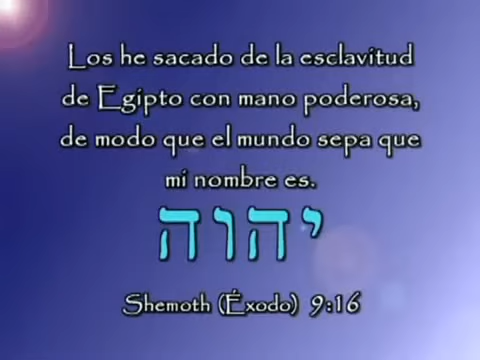 Los he sacado de la esclavitud
de Egipto con mano poderosa,
de modo que el mundo sepa que
mi nombre es.
יהוה
Shemoth (Éxodo) 9:16